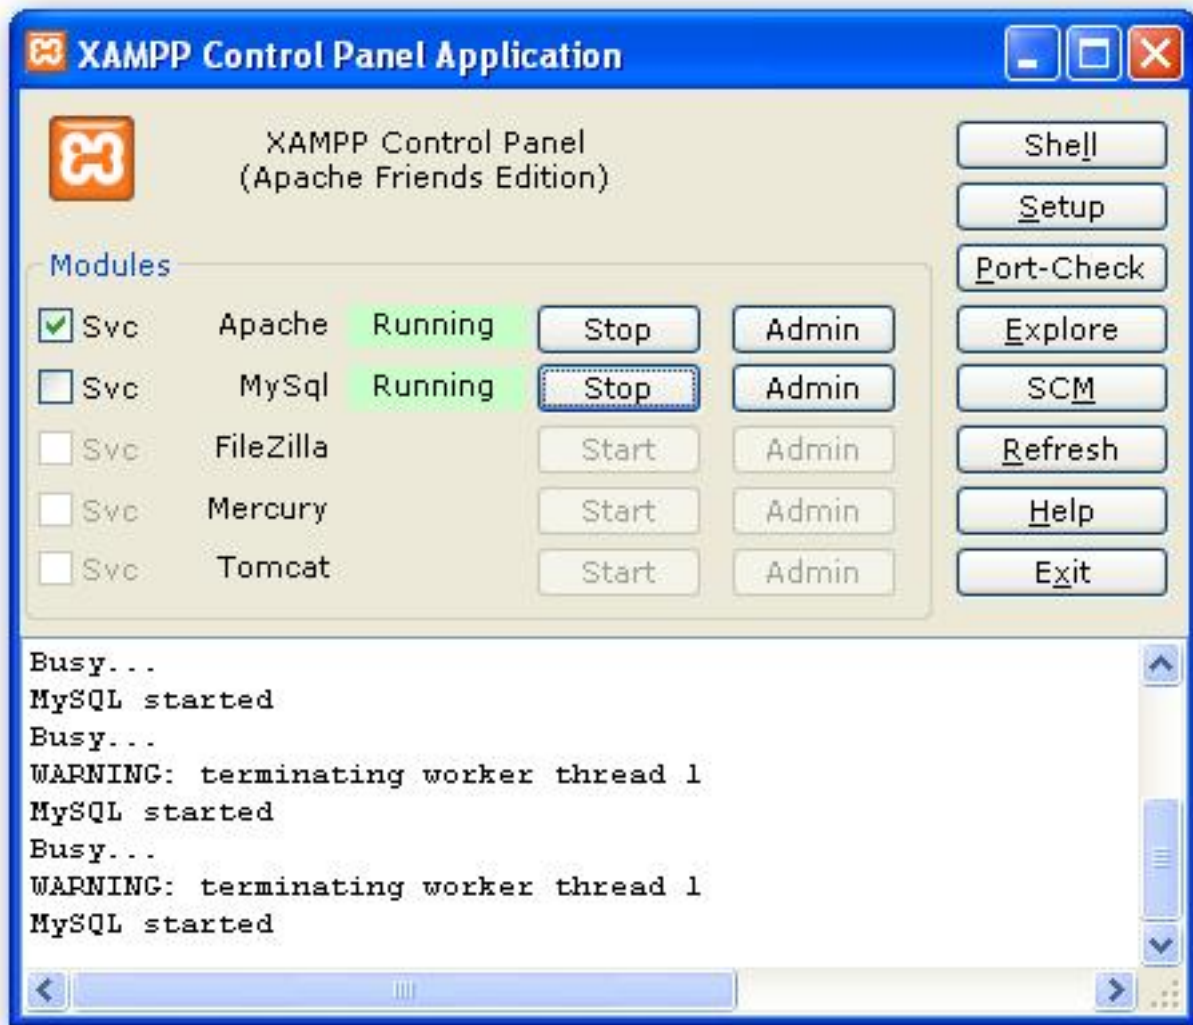 XAMPP Control Panel Application
XAMPP Control Panel
(Apache Friends Edition)
Shell
Setup
Port-Check
Explore
SCM
Refresh
Help
Exit
Modules
Svc Apache Running Stop Admin
Svc MySql Running Stop Admin
Svc FileZilla Start Admin
Svc Mercury Start Admin
Svc Tomcat Start Admin
Busy...
MySQL started
Busy...
WARNING: terminating worker thread 1
MySQL started
Busy...
WARNING: terminating worker thread 1
MySQL started